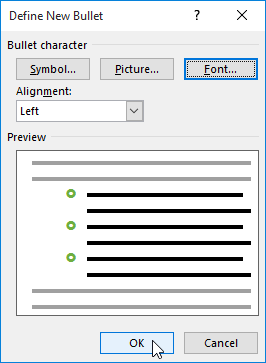 Define New Bullet ?
Bullet character
Symbol... Picture... Font...
Alignment:
Left
Preview
OK Cancel